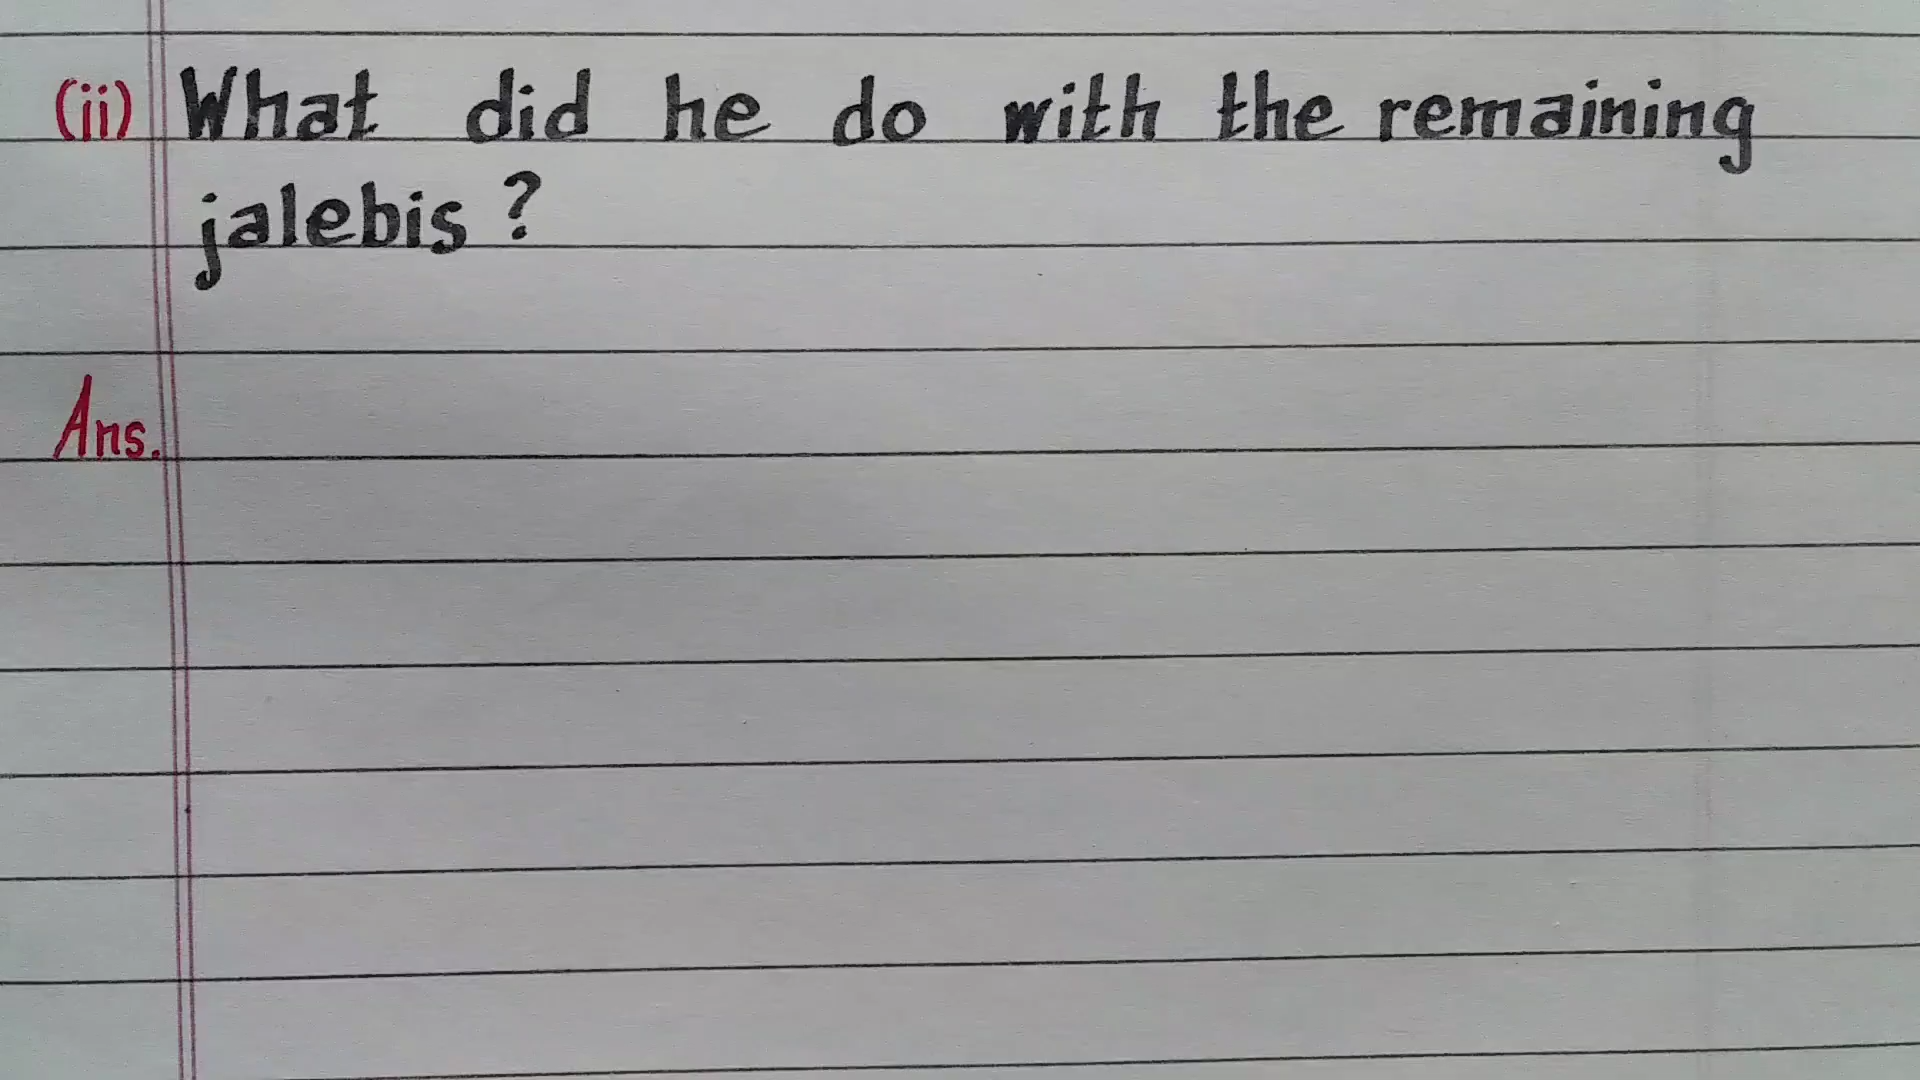 (ii) What did he do with the remaining
jalebis ?
Ans.